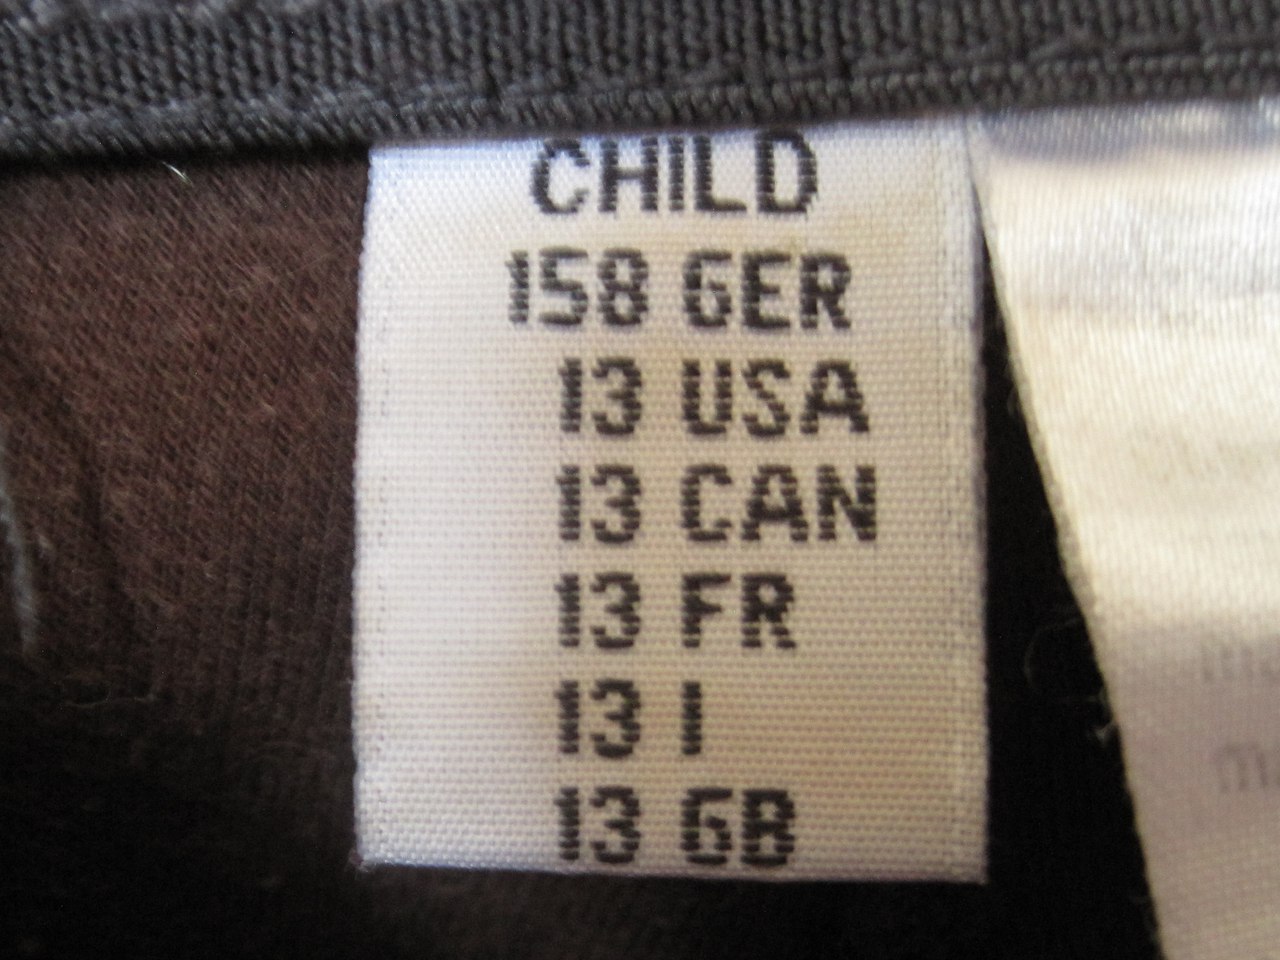 CHILD
158 GER
13 USA
13 CAN
13 FR
13 I
13 GB